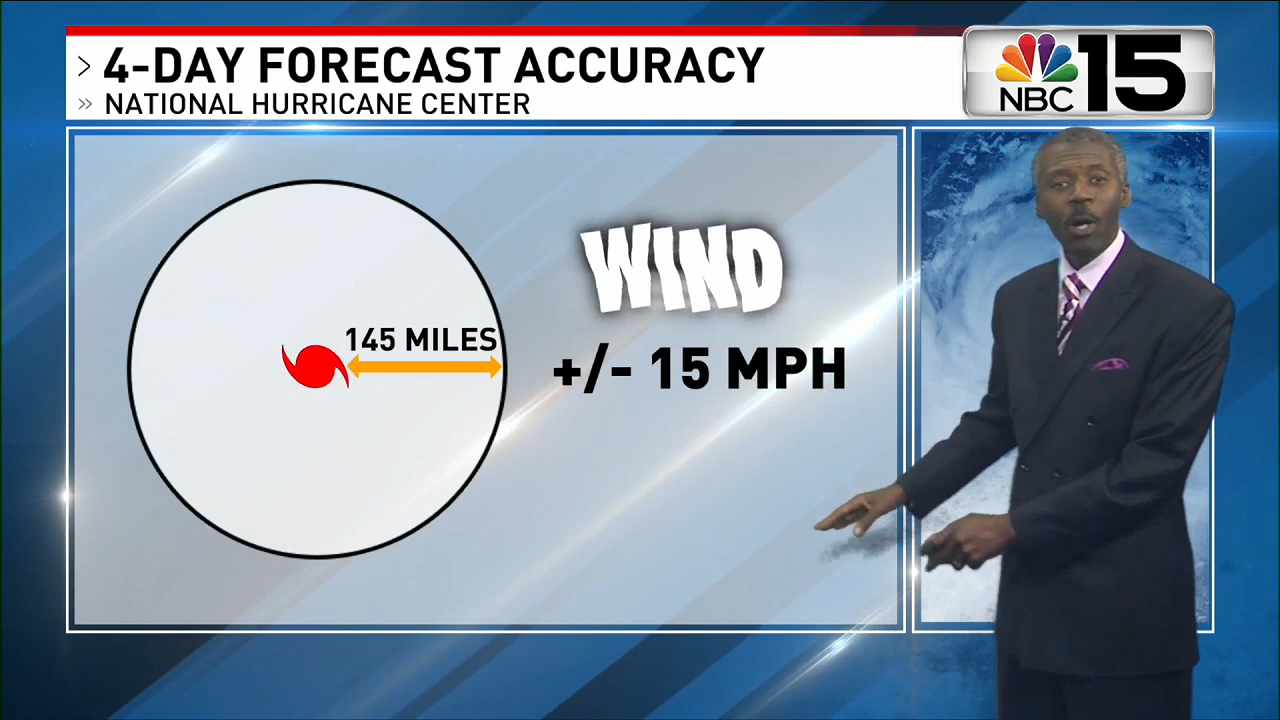 > 4-DAY FORECAST ACCURACY
>> NATIONAL HURRICANE CENTER
NBC 15
145 MILES
WIND
+/- 15 MPH